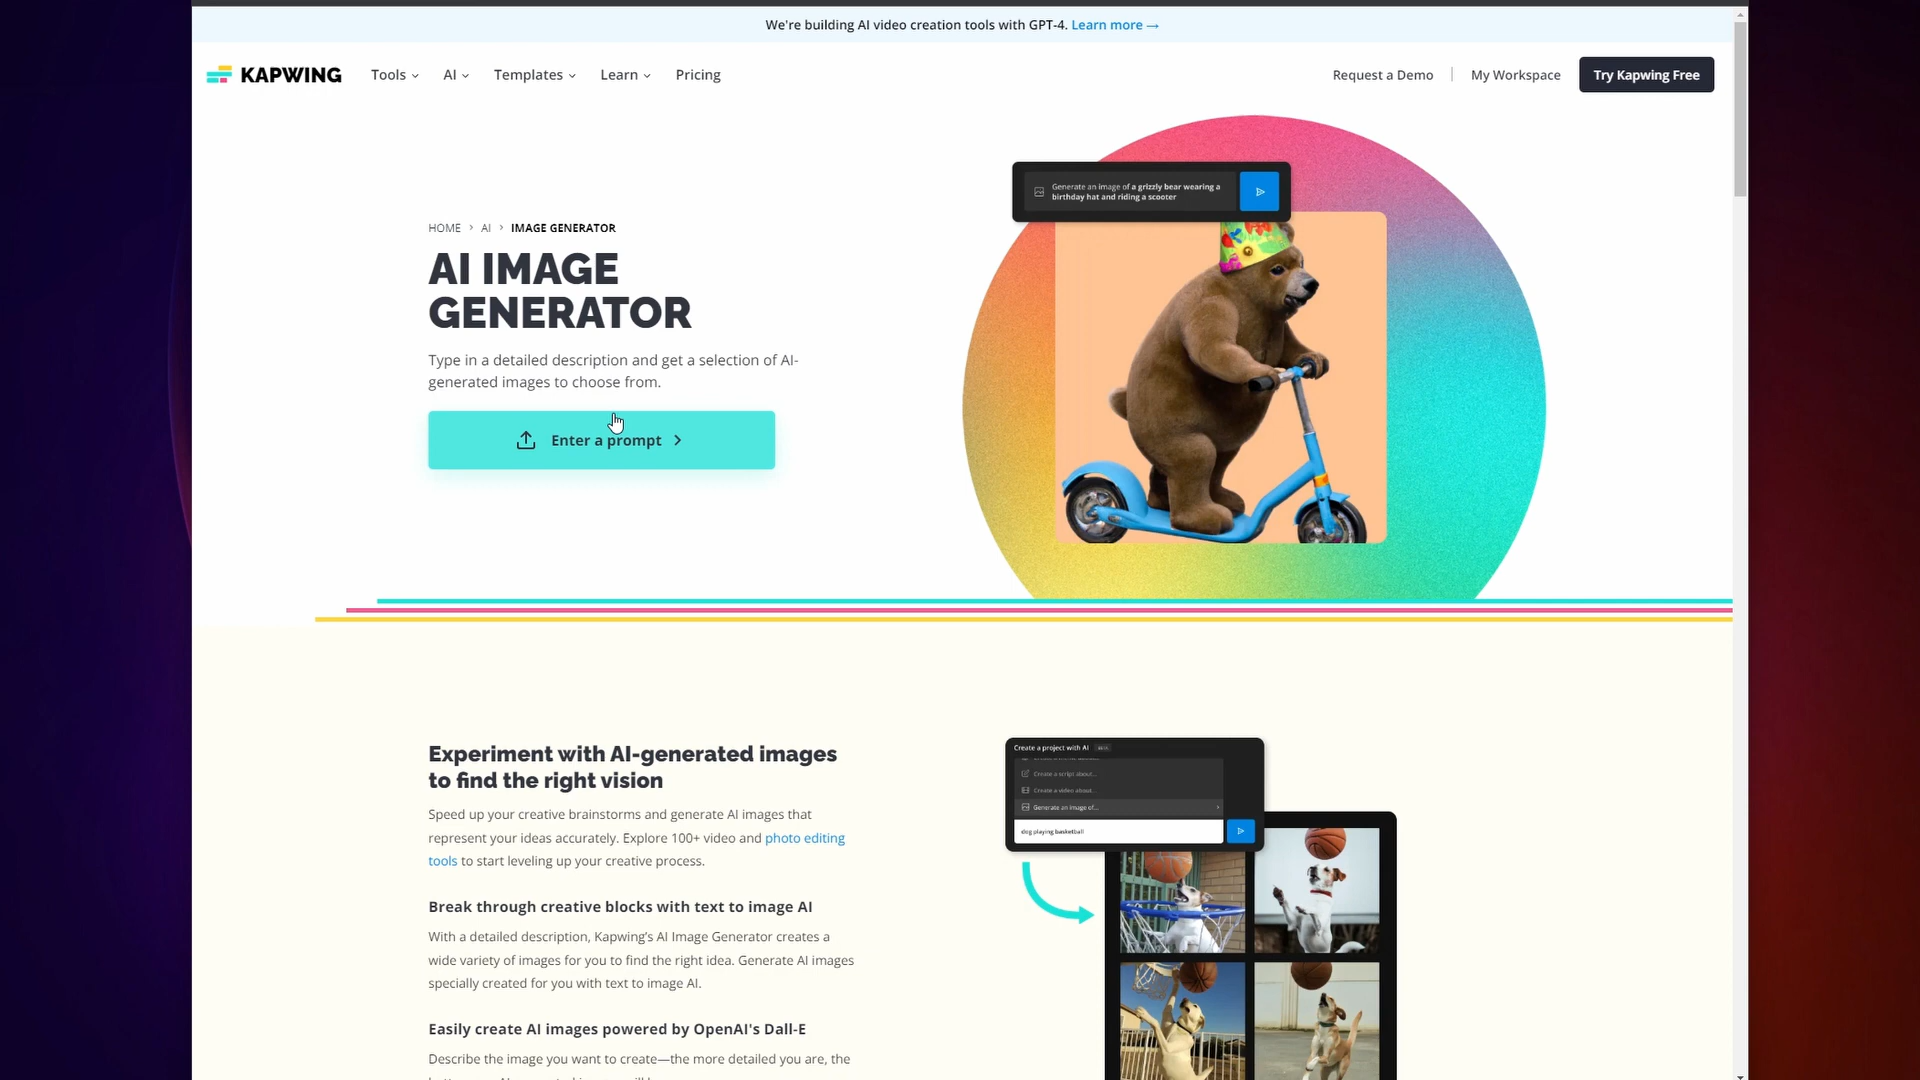 We're building AI video creation tools with GPT-4. Learn more →
KAPWING
Tools
AI
Templates
Learn
Pricing
Request a Demo
My Workspace
Try Kapwing Free
Generate an image of a grizzly bear wearing a
birthday hat and riding a scooter
HOME > AI > IMAGE GENERATOR
AI IMAGE
GENERATOR
Type in a detailed description and get a selection of AI-
generated images to choose from.
Enter a prompt
Experiment with AI-generated images
to find the right vision
Speed up your creative brainstorms and generate AI images that
represent your ideas accurately. Explore 100+ video and photo editing
tools to start leveling up your creative process.
Create a project with AI
Create a script about...
Create a video about...
Generate an image of...
dog playing basketball
Break through creative blocks with text to image AI
With a detailed description, Kapwing's AI Image Generator creates a
wide variety of images for you to find the right idea. Generate AI images
specially created for you with text to image AI.
Easily create AI images powered by OpenAI's Dall-E
Describe the image you want to create—the more detailed you are, the